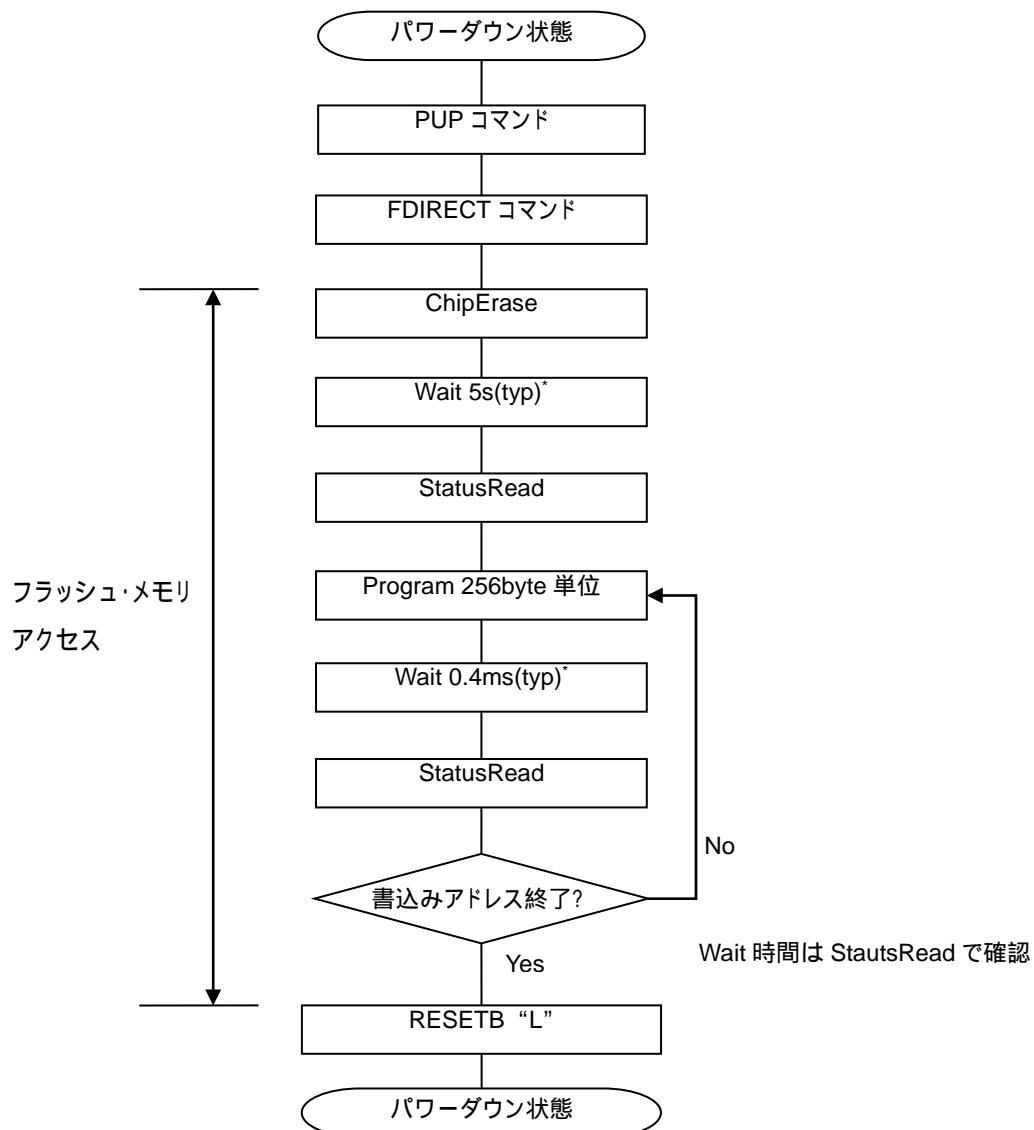 パワーダウン状態
PUP コマンド
FDIRECT コマンド
ChipErase
Wait 5s(typ)*
StatusRead
フラッシュ・メモリ
アクセス
Program 256byte 単位
Wait 0.4ms(typ)*
StatusRead
No
書込みアドレス終了?
Wait 時間は StautsRead で確認
Yes
RESETB “L”
パワーダウン状態